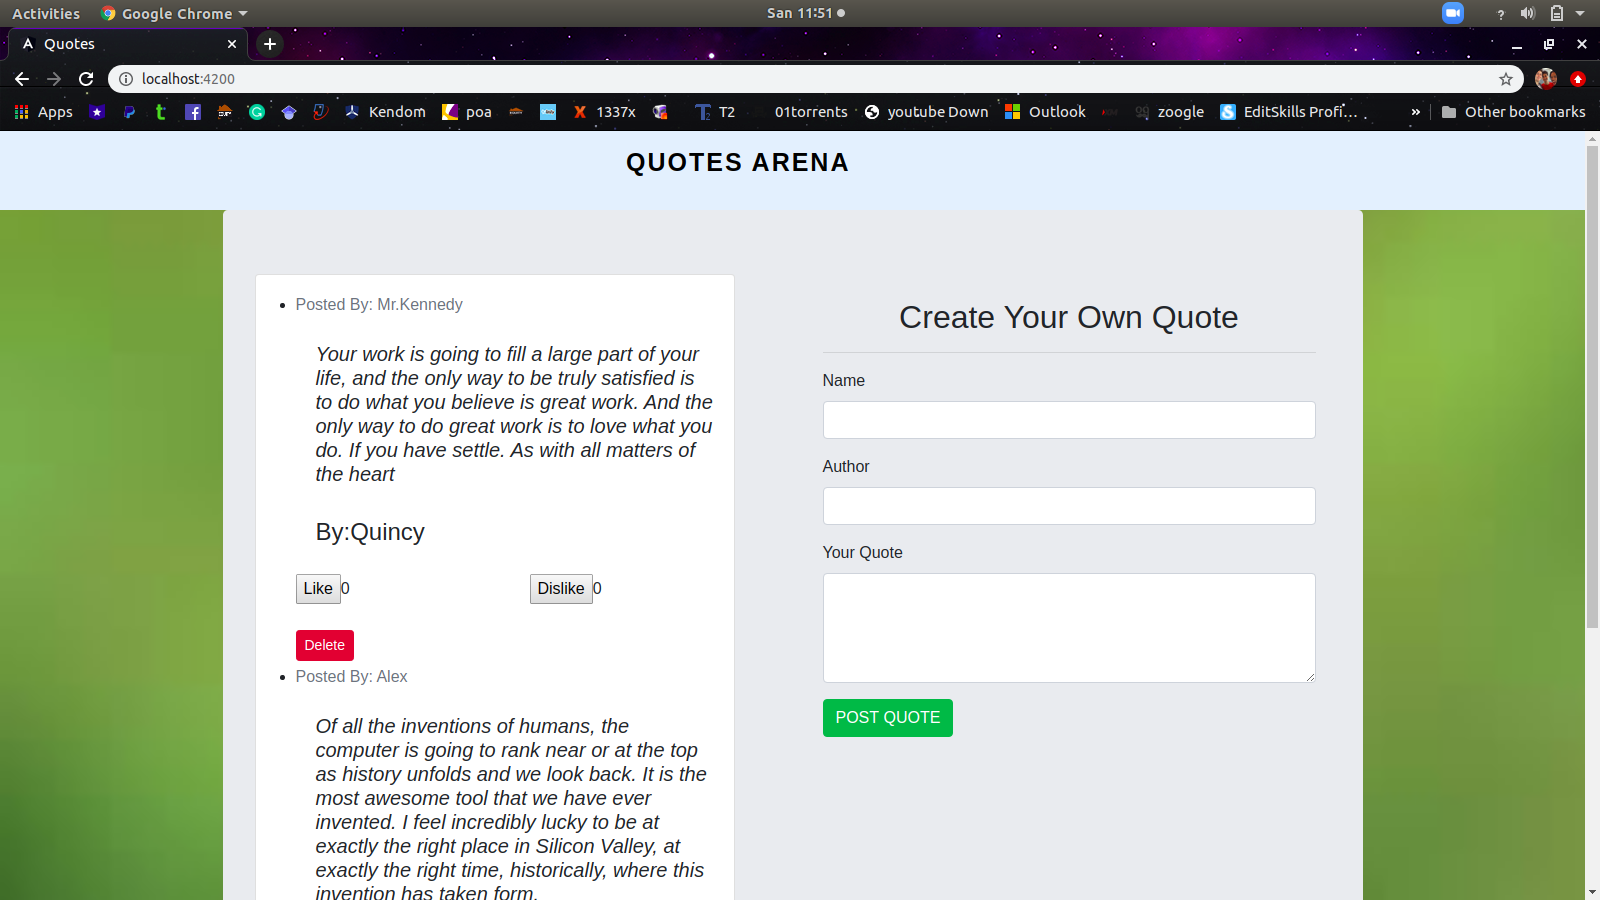 Activities Google Chrome San 11:51
Quotes
localhost:4200
Apps Kendom poa 1337x T2 01torrents youtube Down Outlook zoogle EditSkills Profi… » Other bookmarks
QUOTES ARENA
Posted By: Mr.Kennedy
Your work is going to fill a large part of your
life, and the only way to be truly satisfied is
to do what you believe is great work. And the
only way to do great work is to love what you
do. If you have settle. As with all matters of
the heart
By:Quincy
Like 0 Dislike 0
Delete
Posted By: Alex
Of all the inventions of humans, the
computer is going to rank near or at the top
as history unfolds and we look back. It is the
most awesome tool that we have ever
invented. I feel incredibly lucky to be at
exactly the right place in Silicon Valley, at
exactly the right time, historically, where this
invention has taken form.
Create Your Own Quote
Name
Author
Your Quote
POST QUOTE